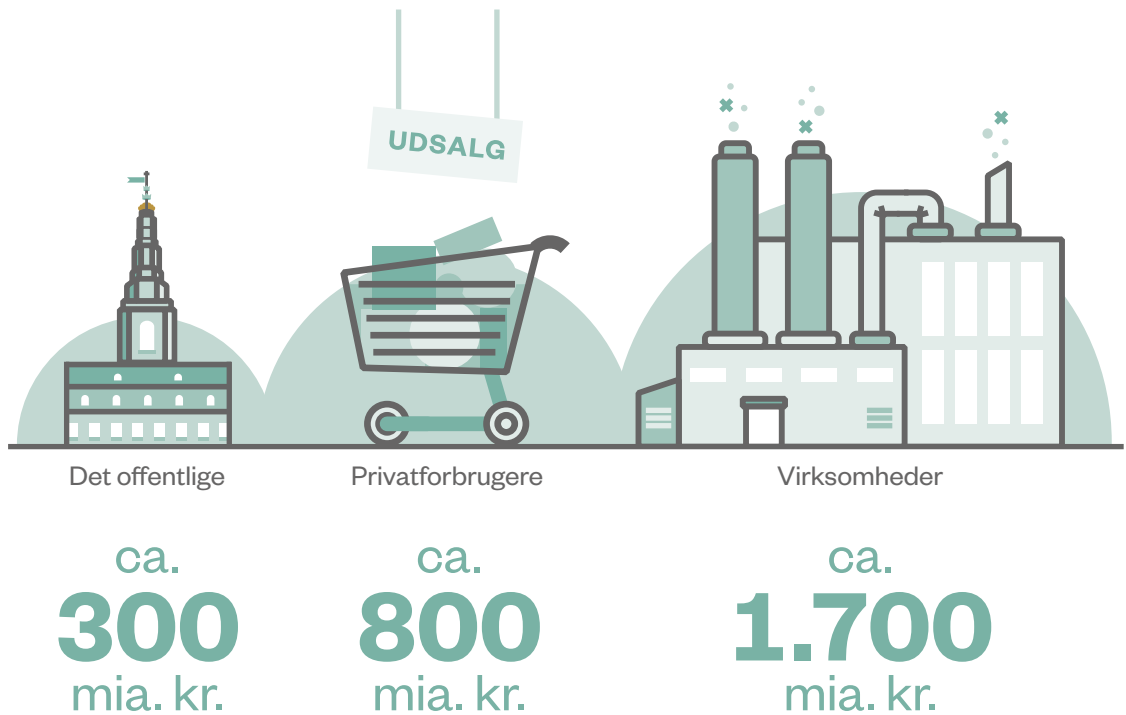 UDSALG
Det offentlige
Privatforbrugere
Virksomheder
ca.
300
mia. kr.
ca.
800
mia. kr.
ca.
1.700
mia. kr.